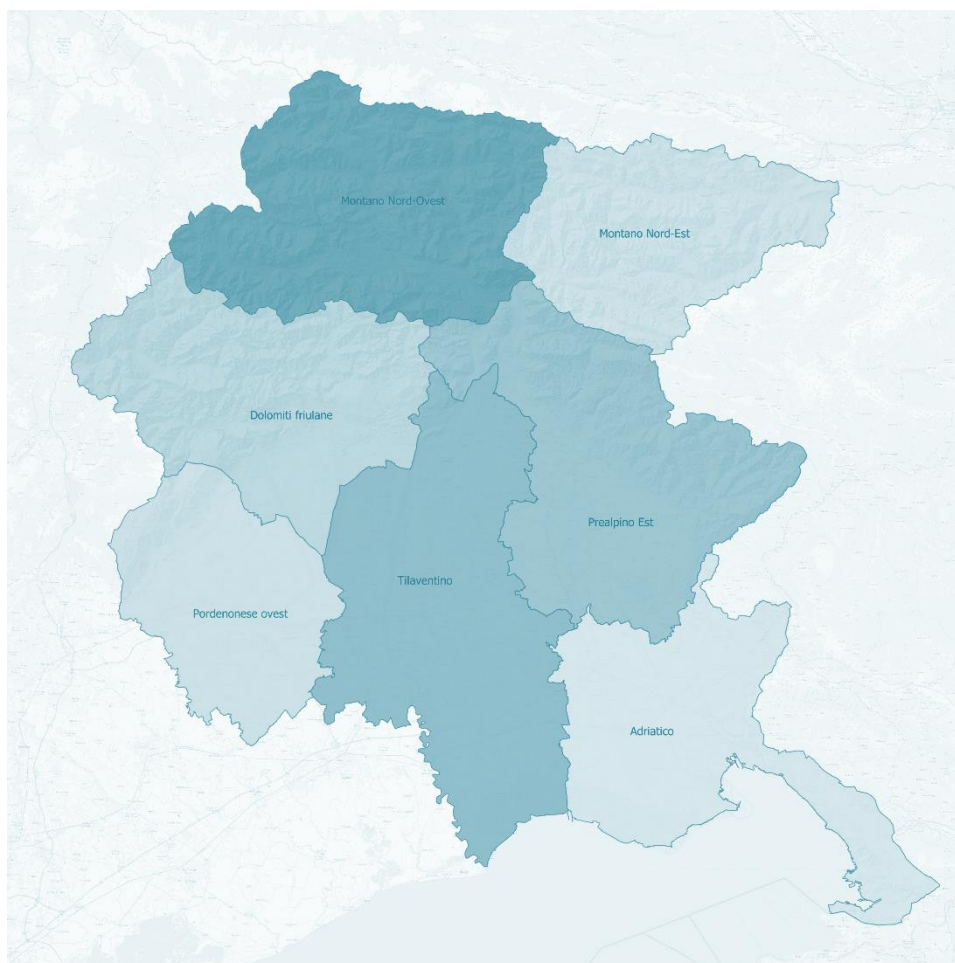 Montano Nord-Ovest
Montano Nord-Est
Dolomiti friulane
Prealpino Est
Tilaventino
Pordenonese ovest
Adriatico